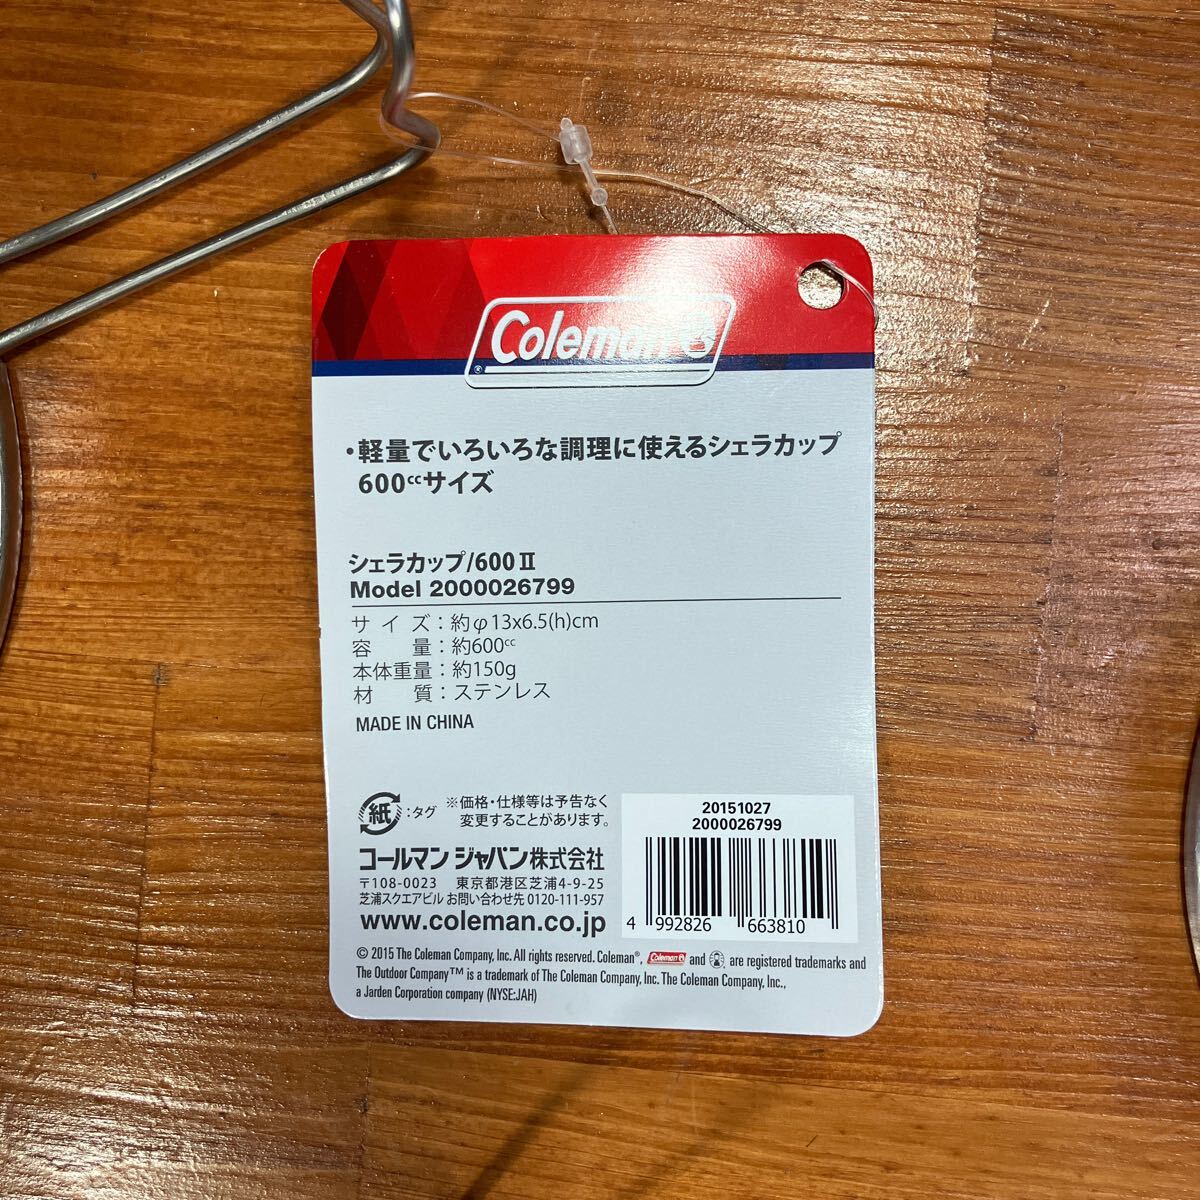 Coleman
®
・軽量でいろいろな調理に使えるシェラカップ
600ccサイズ
シェラカップ/600Ⅱ
Model 2000026799
サイズ：約φ13x6.5(h)cm
容量：約600cc
本体重量：約150g
材質：ステンレス
MADE IN CHINA
紙：タグ
※価格・仕様等は予告なく
変更することがあります。
コールマン ジャパン株式会社
〒108-0023 東京都港区芝浦4-9-25
芝浦スクエアビル お問い合わせ先 0120-111-957
www.coleman.co.jp
20151027
2000026799
4 992826 663810
© 2015 The Coleman Company, Inc. All rights reserved. Coleman®, Coleman and , are registered trademarks and
The Outdoor Company™ is a trademark of The Coleman Company, Inc. The Coleman Company, Inc.,
a Jarden Corporation company (NYSE:JAH)